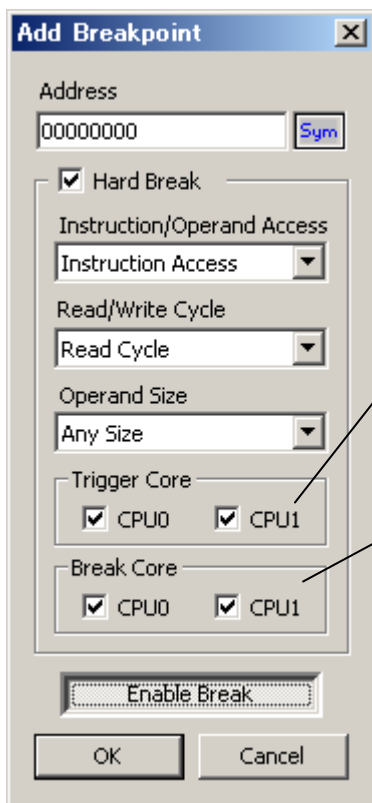 Add Breakpoint
Address
00000000 Sym
Hard Break
Instruction/Operand Access
Instruction Access
Read/Write Cycle
Read Cycle
Operand Size
Any Size
Trigger Core
CPU0 CPU1
Break Core
CPU0 CPU1
Enable Break
OK Cancel